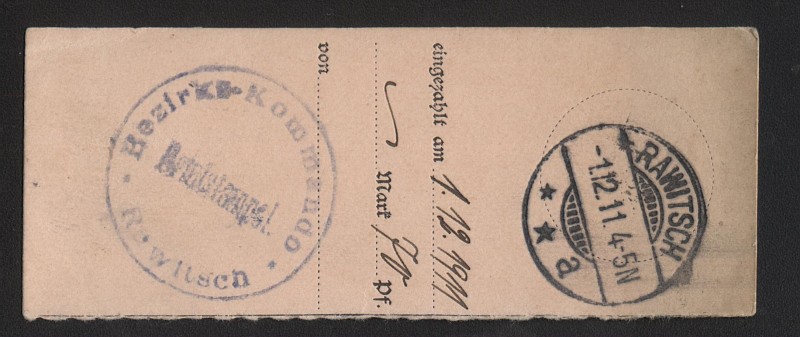 eingezahlt am 1.12.1911
Mark Pf.
von
Bezirks-Kommando
Rawitsch
RAWITSCH
-1.12.11.4-5N
★ ★ a